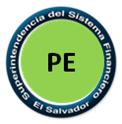 Superintendencia del Sistema Financiero
PE
El Salvador